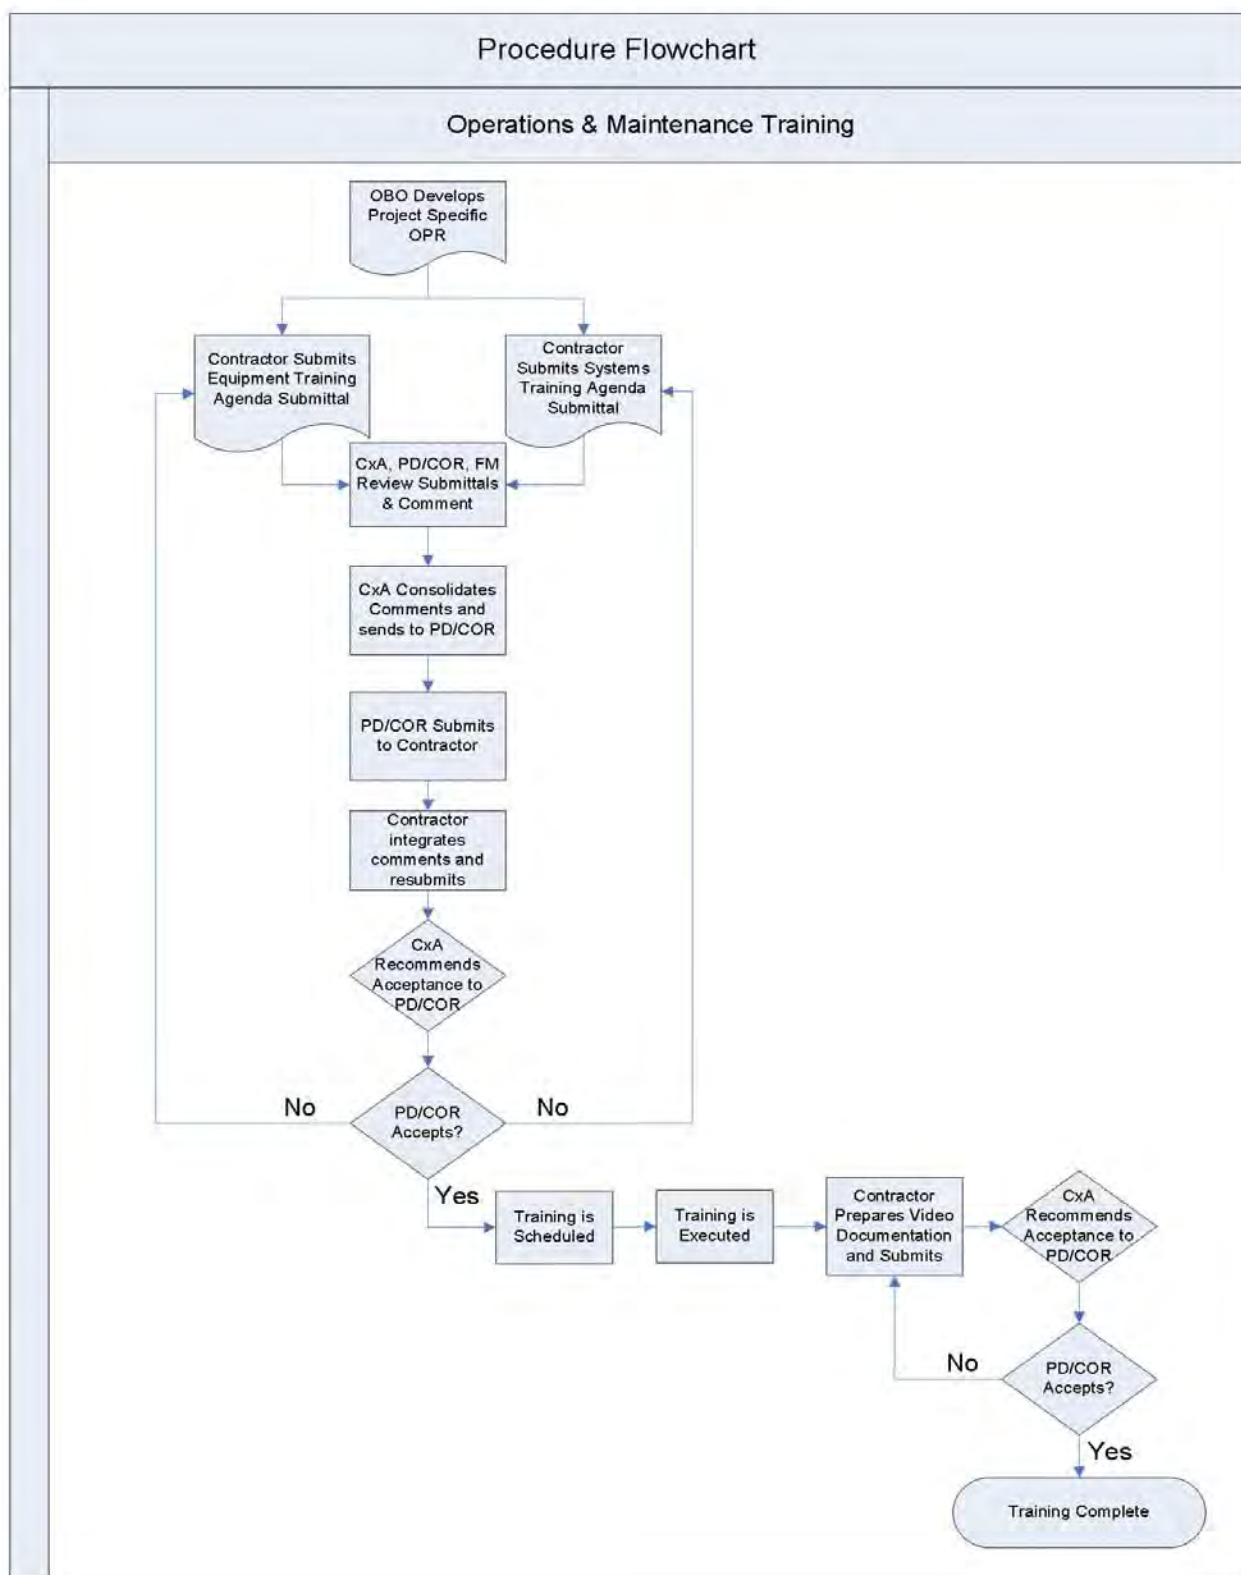 Procedure Flowchart
Operations & Maintenance Training
OBO Develops
Project Specific
OPR
Contractor Submits
Equipment Training
Agenda Submittal
Contractor
Submits Systems
Training Agenda
Submittal
CxA, PD/COR, FM
Review Submittals
& Comment
CxA Consolidates
Comments and
sends to PD/COR
PD/COR Submits
to Contractor
Contractor
integrates
comments and
resubmits
CxA
Recommends
Acceptance to
PD/COR
No
PD/COR
Accepts?
No
Yes
Training is
Scheduled
Training is
Executed
Contractor
Prepares Video
Documentation
and Submits
CxA
Recommends
Acceptance to
PD/COR
No
PD/COR
Accepts?
Yes
Training Complete